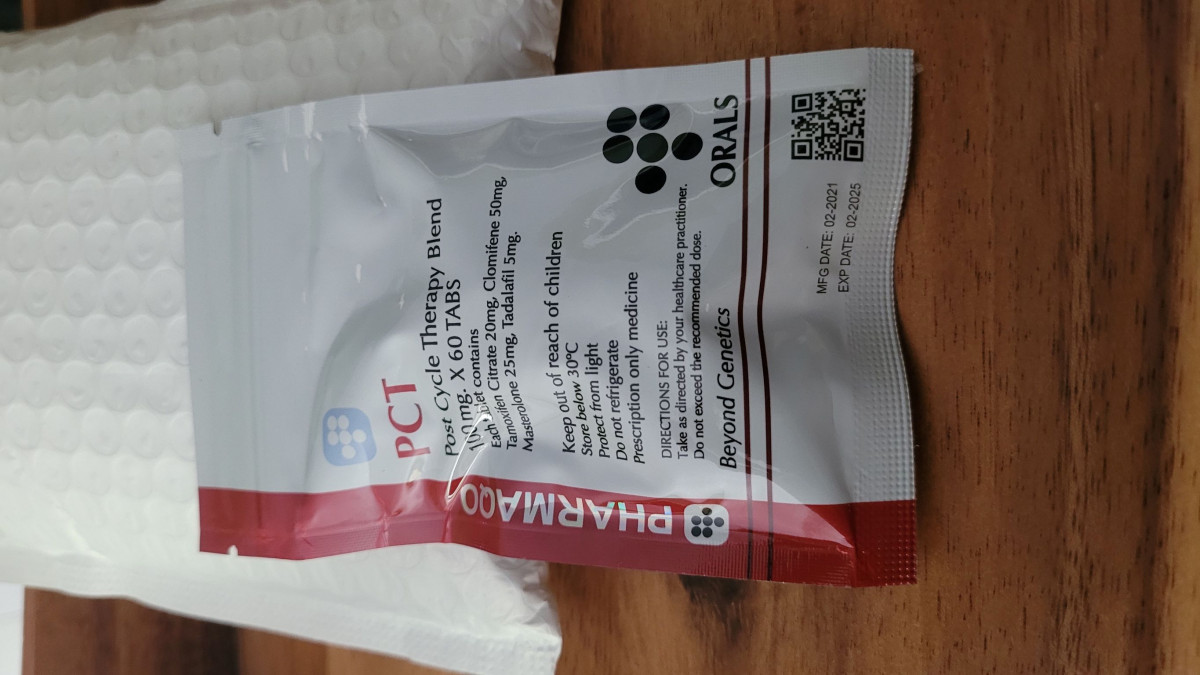 PCT
Post Cycle Therapy Blend
100mg. X 60 TABS
Each tablet contains
Tamoxifen Citrate 20mg, Clomifene 50mg,
Masterolone 25mg, Tadalafil 5mg.
Keep out of reach of children
Store below 30°C
Protect from light
Do not refrigerate
Prescription only medicine
DIRECTIONS FOR USE:
Take as directed by your healthcare practitioner.
Do not exceed the recommended dose.
Beyond Genetics
ORALS
MFG DATE: 02-2021
EXP DATE: 02-2025
PHARMAQO